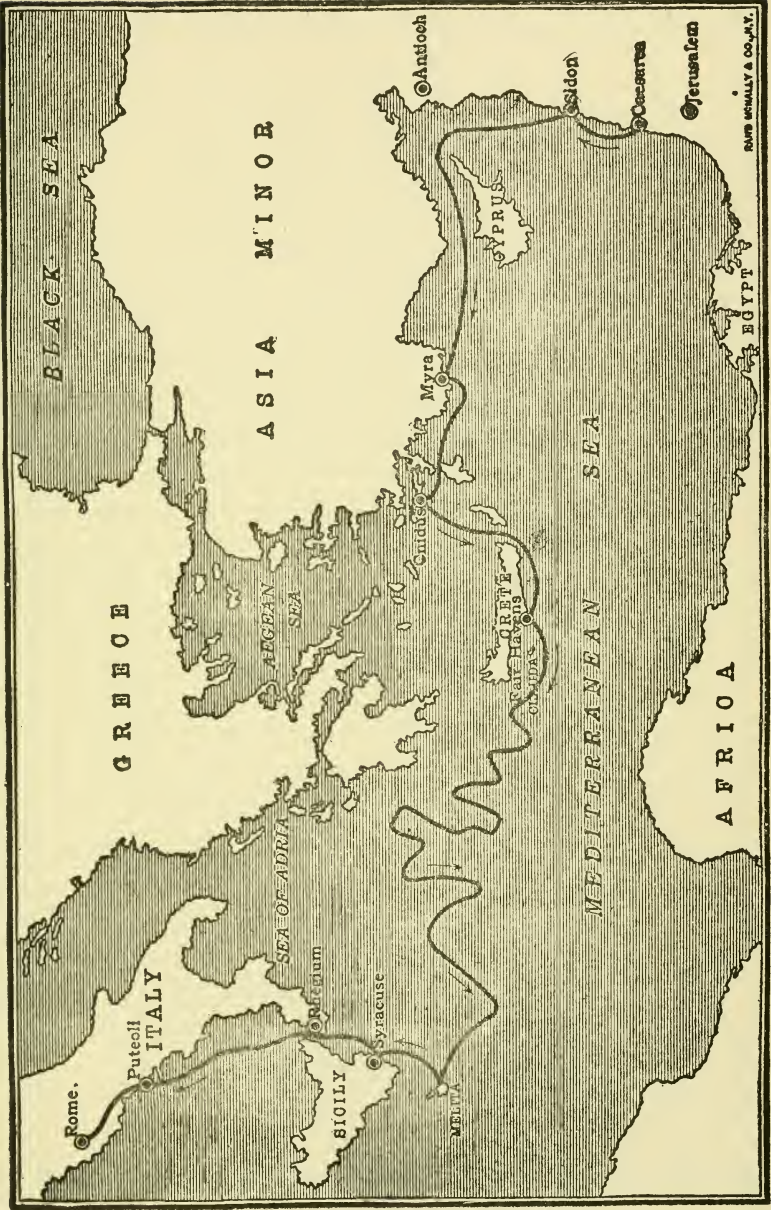 BLACK SEA
GREECE
ASIA MINOR
ITALY
Rome.
Puteoli
SEA OF ADRIA
AEGEAN
SEA
Rhegium
SICILY
Syracuse
MELITA
Cnidus
Myra
Antioch
CRETE
Fair Havens
CLAUDAS
CYPRUS
Sidon
Caesarea
Jerusalem
MEDITERRANEAN SEA
AFRICA
EGYPT
RAND MCNALLY & CO., N.Y.